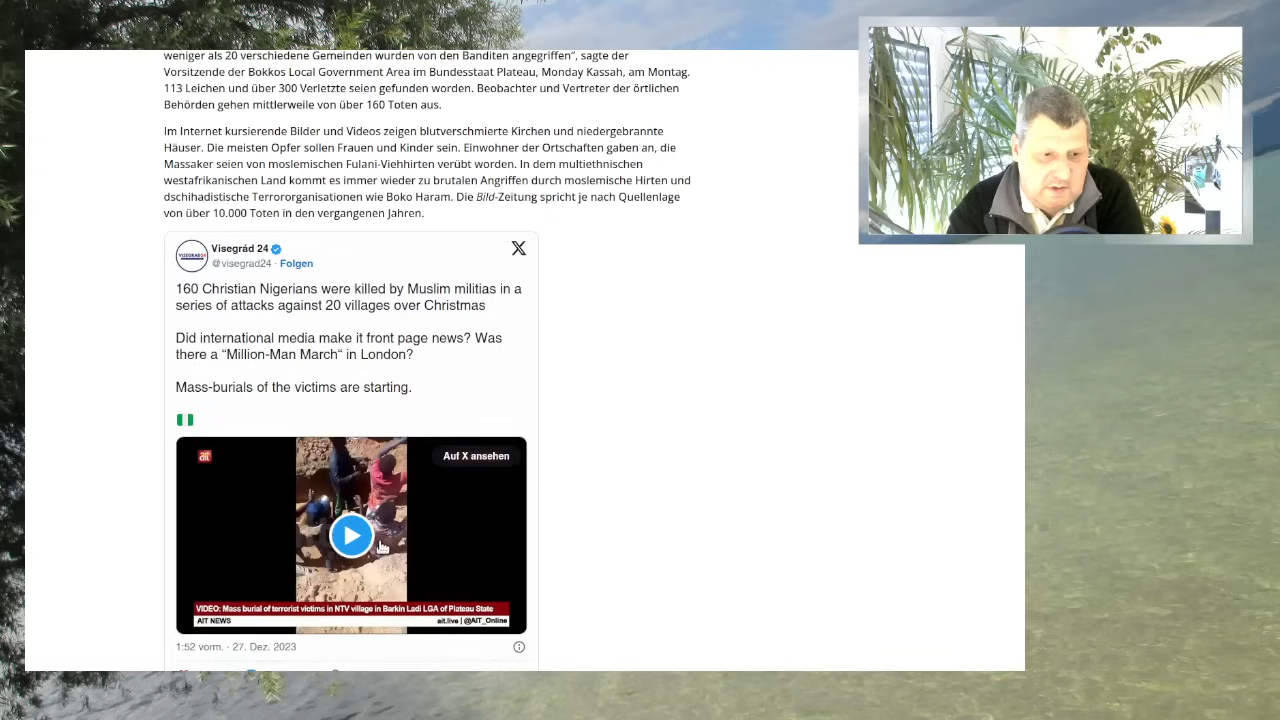 weniger als 20 verschiedene Gemeinden wurden von den Banditen angegriffen“, sagte der
Vorsitzende der Bokkos Local Government Area im Bundesstaat Plateau, Monday Kassah, am Montag.
113 Leichen und über 300 Verletzte seien gefunden worden. Beobachter und Vertreter der örtlichen
Behörden gehen mittlerweile von über 160 Toten aus.
Im Internet kursierende Bilder und Videos zeigen blutverschmierte Kirchen und niedergebrannte
Häuser. Die meisten Opfer sollen Frauen und Kinder sein. Einwohner der Ortschaften gaben an, die
Massaker seien von moslemischen Fulani-Viehhirten verübt worden. In dem multiethnischen
westafrikanischen Land kommt es immer wieder zu brutalen Angriffen durch moslemische Hirten und
dschihadistische Terrororganisationen wie Boko Haram. Die Bild-Zeitung spricht je nach Quellenlage
von über 10.000 Toten in den vergangenen Jahren.
VISEGRAD24
Visegrád 24
@visegrad24 · Folgen
X
160 Christian Nigerians were killed by Muslim militias in a
series of attacks against 20 villages over Christmas
Did international media make it front page news? Was
there a “Million-Man March“ in London?
Mass-burials of the victims are starting.
ait
Auf X ansehen
VIDEO: Mass burial of terrorist victims in NTV village in Barkin Ladi LGA of Plateau State
AIT NEWS
ait.live | @AIT_Online
1:52 vorm. · 27. Dez. 2023